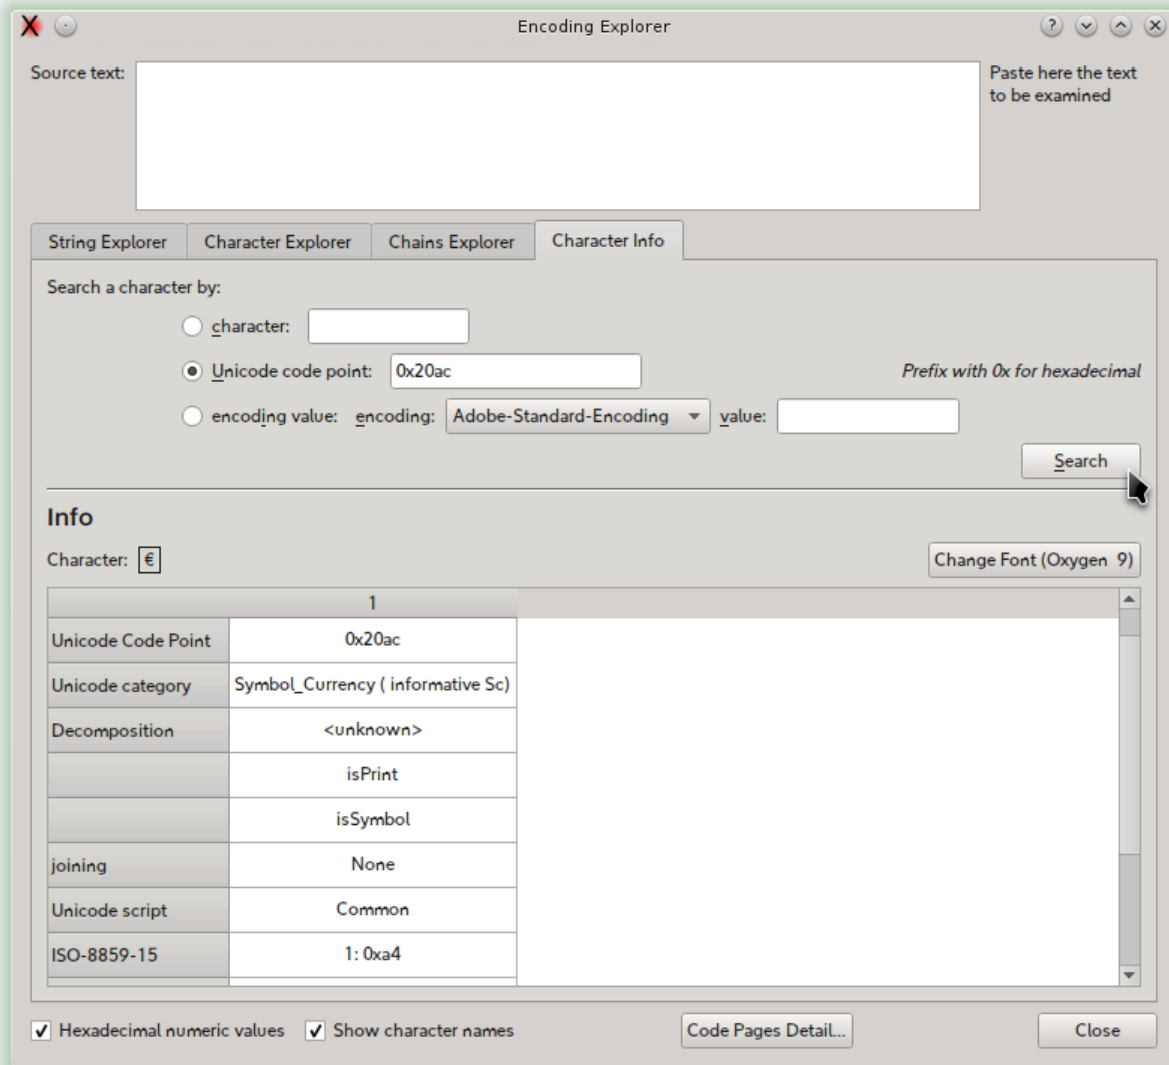 Encoding Explorer
Source text:
Paste here the text
to be examined
String Explorer
Character Explorer
Chains Explorer
Character Info
Search a character by:
character:
Unicode code point: 0x20ac Prefix with 0x for hexadecimal
encoding value: encoding: Adobe-Standard-Encoding value:
Search
Info
Character: € Change Font (Oxygen 9)
1
Unicode Code Point 0x20ac
Unicode category Symbol_Currency ( informative Sc)
Decomposition <unknown>
isPrint
isSymbol
joining None
Unicode script Common
ISO-8859-15 1: 0xa4
Hexadecimal numeric values Show character names Code Pages Detail... Close